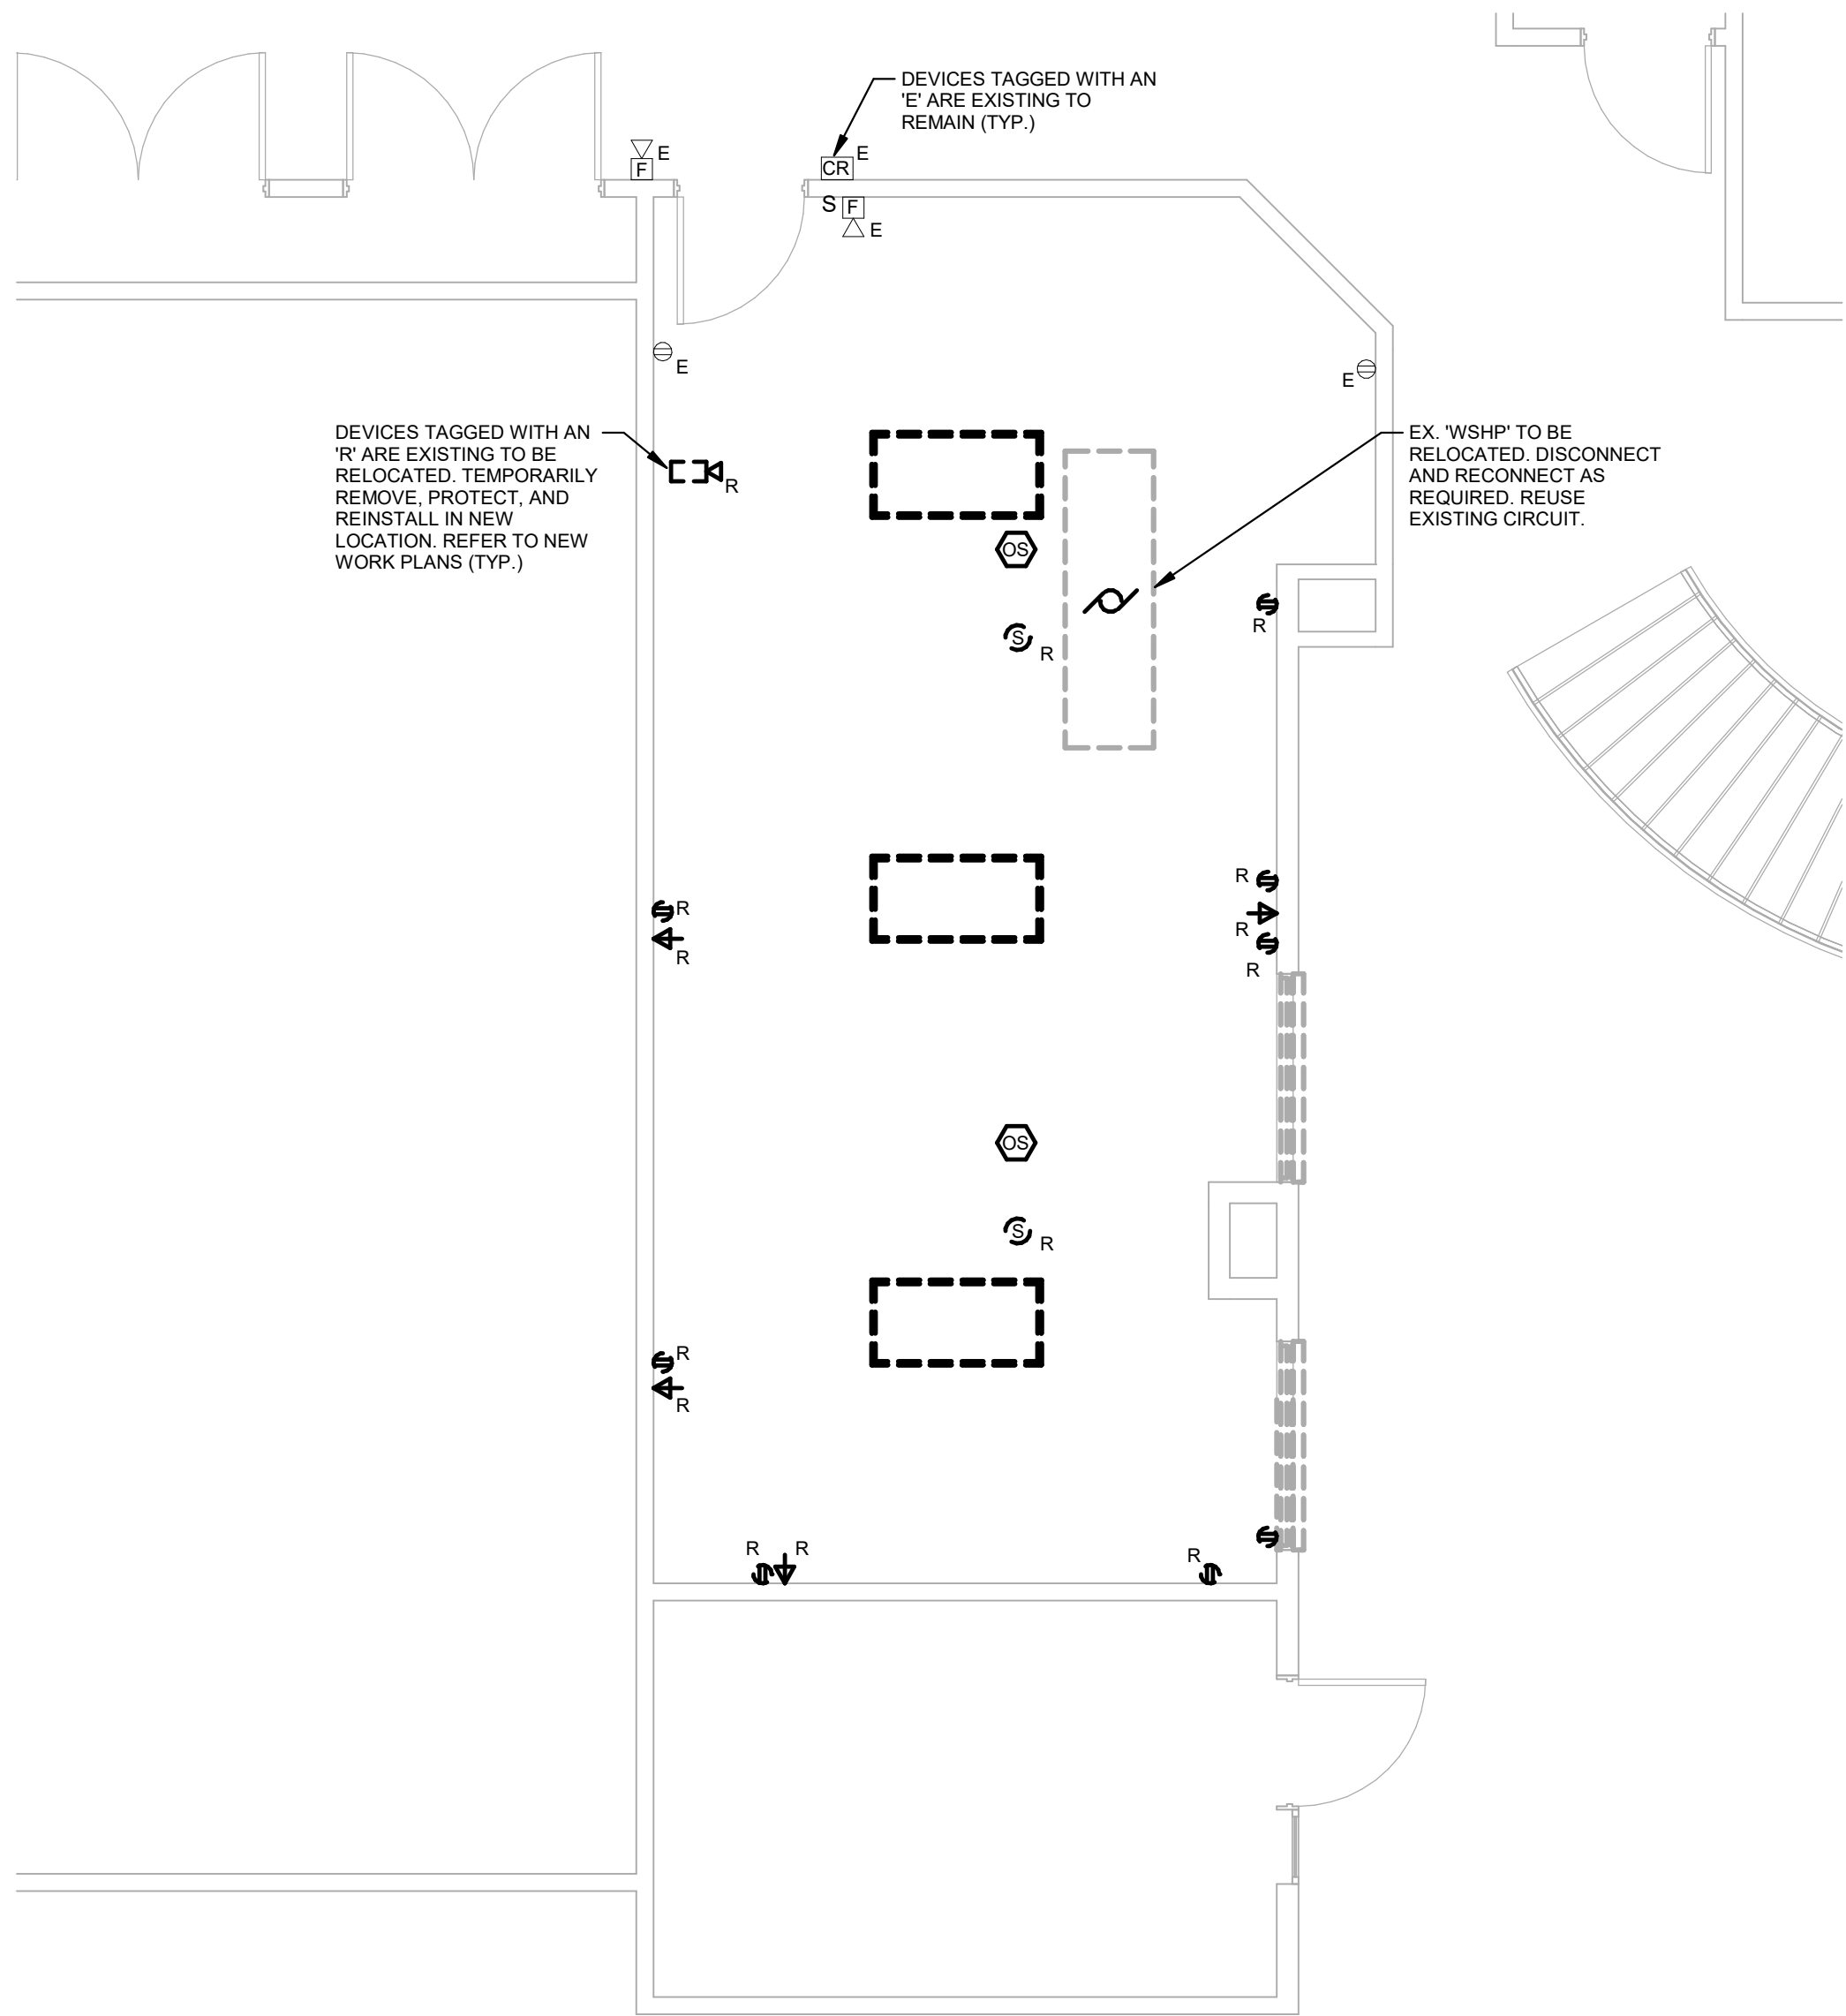 DEVICES TAGGED WITH AN
'E' ARE EXISTING TO
REMAIN (TYP.)
E
F
E
CR
S
F
E
E
E
DEVICES TAGGED WITH AN
'R' ARE EXISTING TO BE
RELOCATED. TEMPORARILY
REMOVE, PROTECT, AND
REINSTALL IN NEW
LOCATION. REFER TO NEW
WORK PLANS (TYP.)
R
EX. 'WSHP' TO BE
RELOCATED. DISCONNECT
AND RECONNECT AS
REQUIRED. REUSE
EXISTING CIRCUIT.
OS
R
S
R
R
R
R
R
R
OS
S
R
R
R
R
R
R